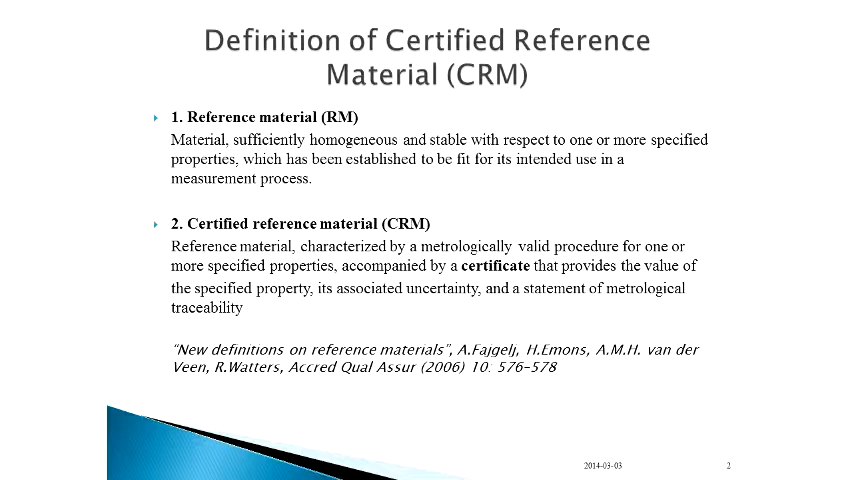 Definition of Certified Reference
Material (CRM)
1. Reference material (RM)
Material, sufficiently homogeneous and stable with respect to one or more specified
properties, which has been established to be fit for its intended use in a
measurement process.
2. Certified reference material (CRM)
Reference material, characterized by a metrologically valid procedure for one or
more specified properties, accompanied by a certificate that provides the value of
the specified property, its associated uncertainty, and a statement of metrological
traceability
"New definitions on reference materials", A.Fajgelj, H.Emons, A.M.H. van der
Veen, R.Watters, Accred Qual Assur (2006) 10: 576–578
2014-03-03 2